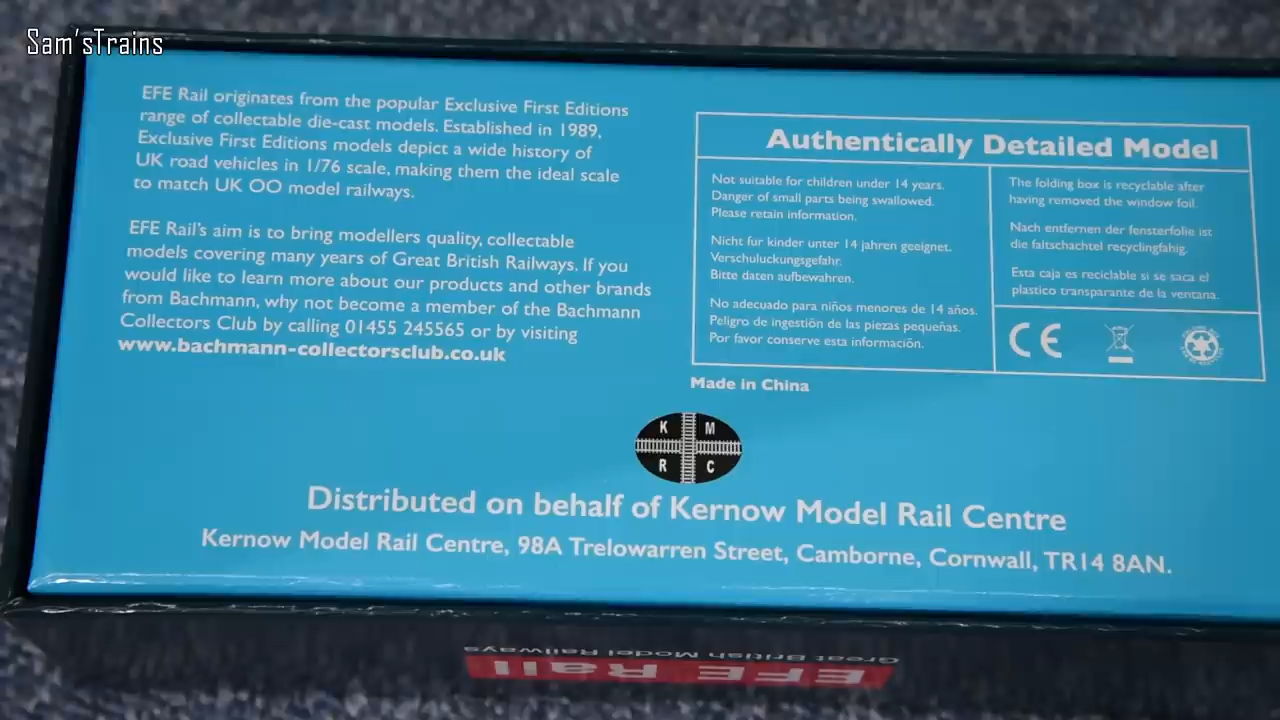 Sam'sTrains
EFE Rail originates from the popular Exclusive First Editions
range of collectable die-cast models. Established in 1989,
Exclusive First Editions models depict a wide history of
UK road vehicles in 1/76 scale, making them the ideal scale
to match UK OO model railways.
EFE Rail's aim is to bring modellers quality, collectable
models covering many years of Great British Railways. If you
would like to learn more about our products and other brands
from Bachmann, why not become a member of the Bachmann
Collectors Club by calling 01455 245565 or by visiting
www.bachmann-collectorsclub.co.uk
Authentically Detailed Model
Not suitable for children under 14 years.
Danger of small parts being swallowed.
Please retain information.
Nicht fur kinder unter 14 jahren geeignet.
Verschuluckungsgefahr.
Bitte daten aufbewahren.
No adecuado para niños menores de 14 años.
Peligro de ingestión de las piezas pequeñas.
Por favor conserve esta información.
The folding box is recyclable after
having removed the window foil.
Nach entfernen der fensterfolie ist
die faltschachtel recyclingfahig.
Esta caja es reciclable si se saca el
plastico transparante de la ventana.
CE
Made in China
K M
R C
Distributed on behalf of Kernow Model Rail Centre
Kernow Model Rail Centre, 98A Trelowarren Street, Camborne, Cornwall, TR14 8AN.
EFE Rail
Great British Model Railways